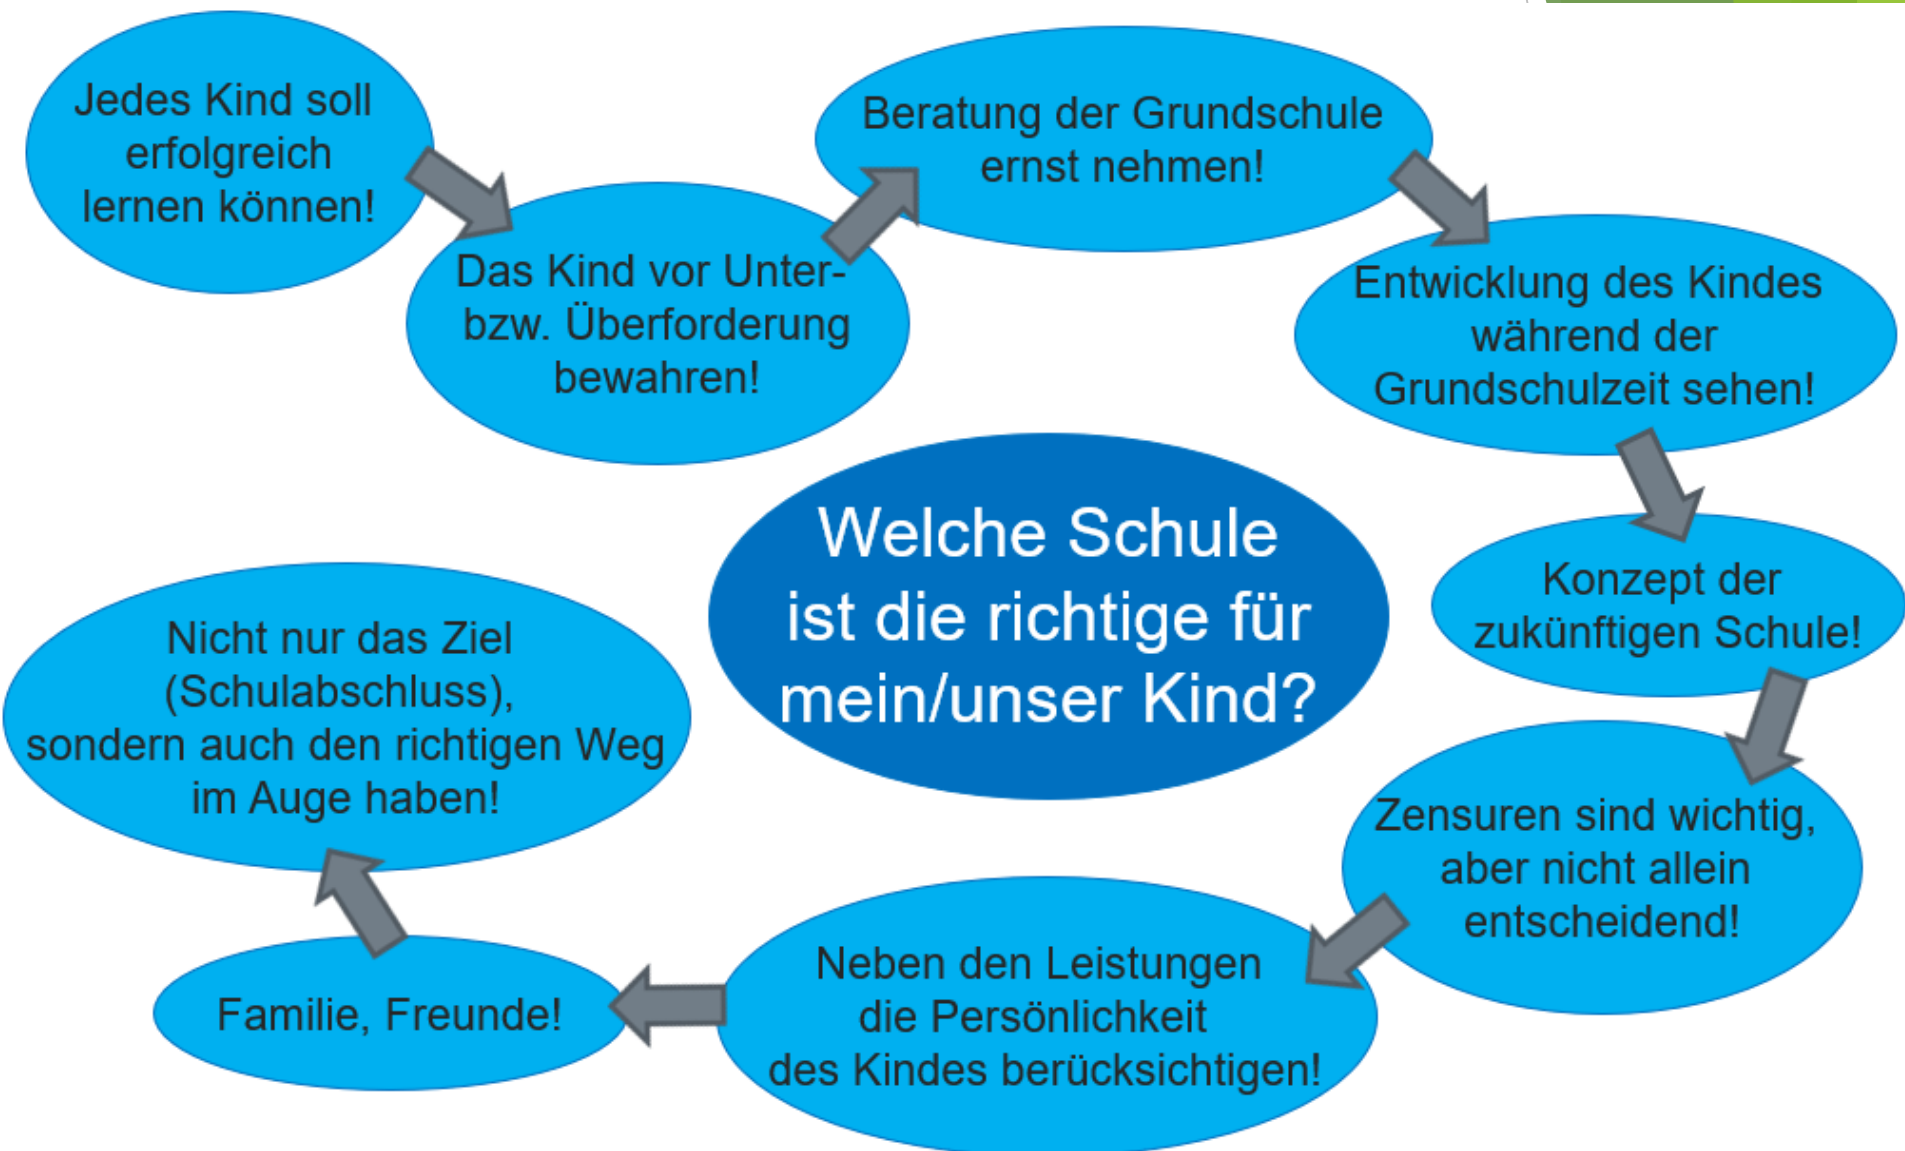 Jedes Kind soll
erfolgreich
lernen können!
Das Kind vor Unter-
bzw. Überforderung
bewahren!
Beratung der Grundschule
ernst nehmen!
Entwicklung des Kindes
während der
Grundschulzeit sehen!
Konzept der
zukünftigen Schule!
Zensuren sind wichtig,
aber nicht allein
entscheidend!
Neben den Leistungen
die Persönlichkeit
des Kindes berücksichtigen!
Familie, Freunde!
Nicht nur das Ziel
(Schulabschluss),
sondern auch den richtigen Weg
im Auge haben!
Welche Schule
ist die richtige für
mein/unser Kind?